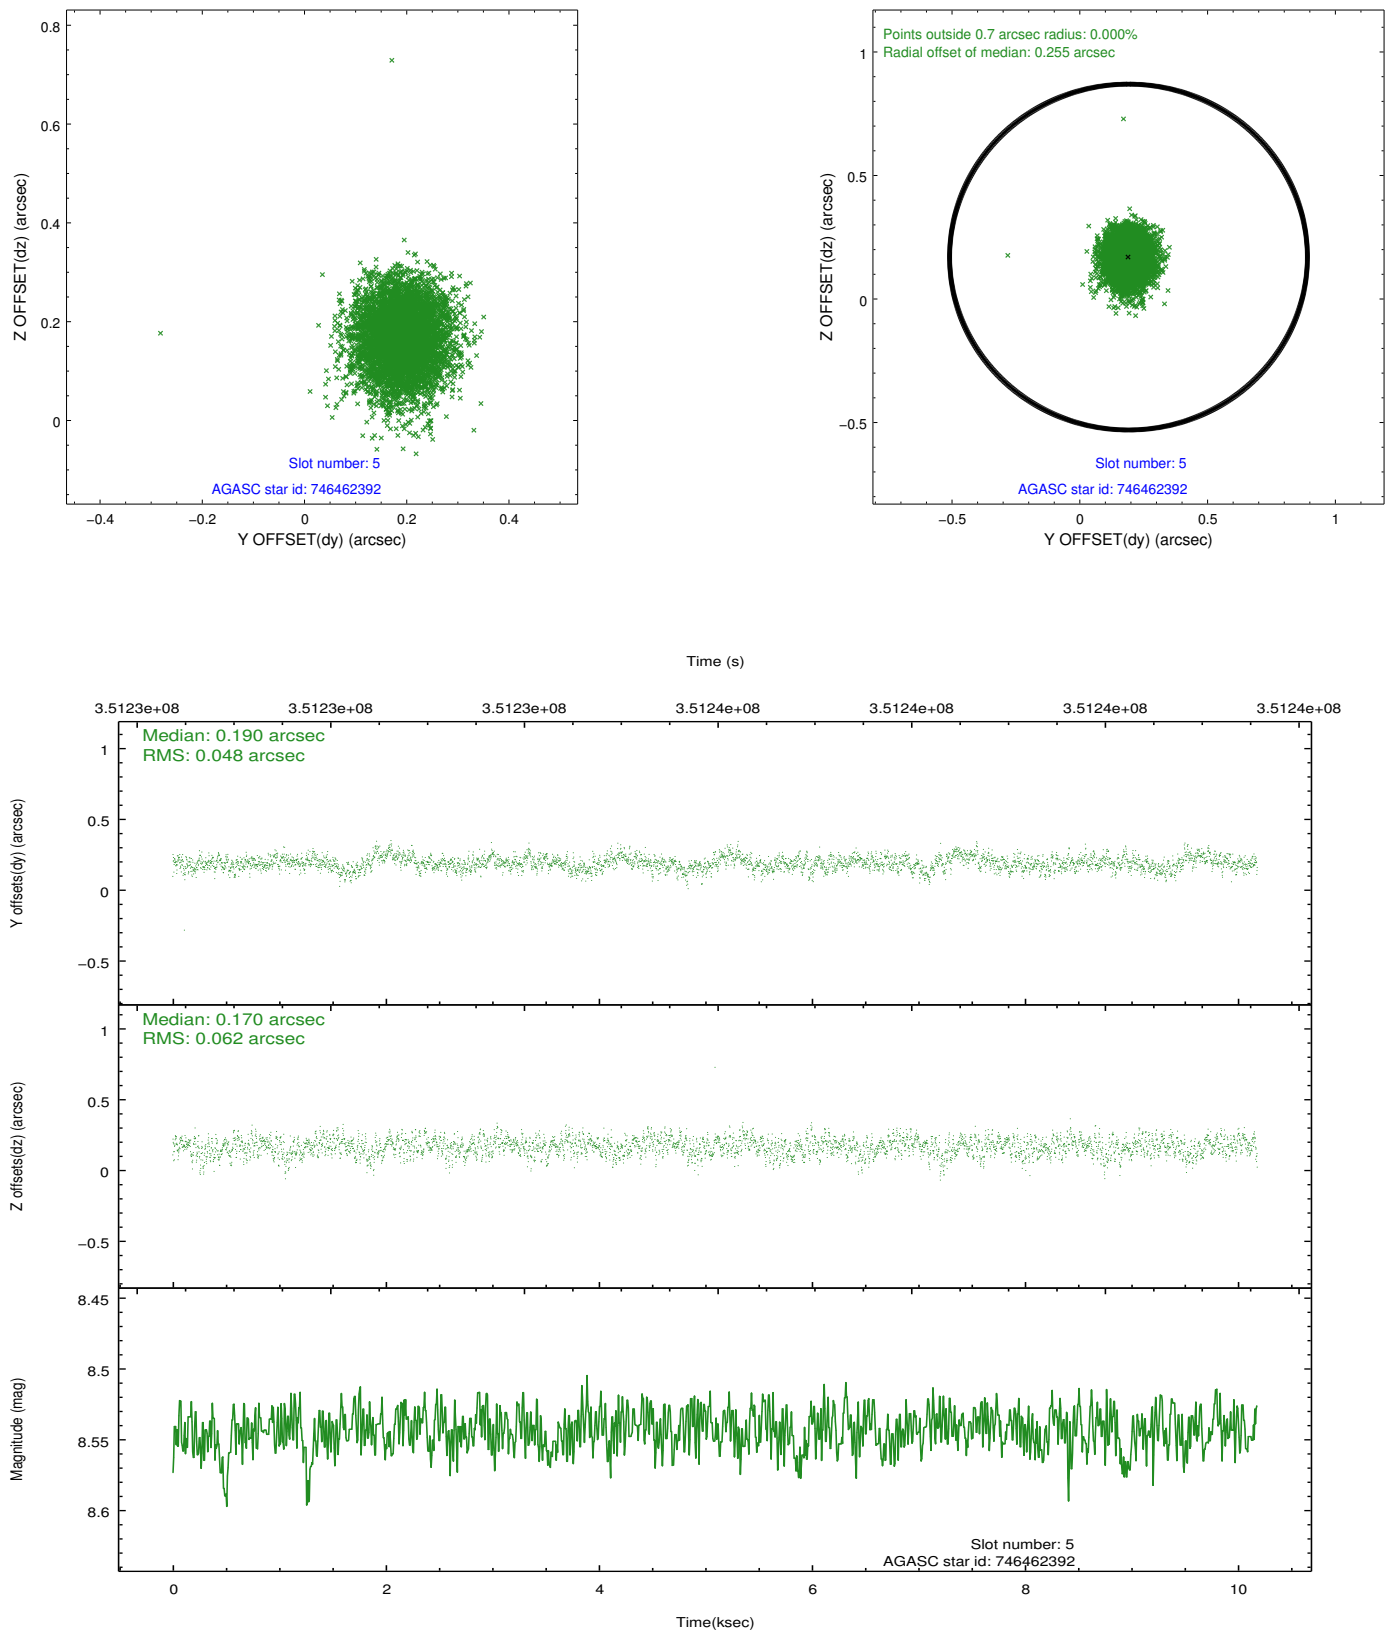 0.8
0.6
0.4
0.2
0
Z OFFSET(dz) (arcsec)
Slot number: 5
AGASC star id: 746462392
−0.4 −0.2 0 0.2 0.4
Y OFFSET(dy) (arcsec)
Points outside 0.7 arcsec radius: 0.000%
Radial offset of median: 0.255 arcsec
1
0.5
0
−0.5
Z OFFSET(dz) (arcsec)
Slot number: 5
AGASC star id: 746462392
−0.5 0 0.5 1
Y OFFSET(dy) (arcsec)
Time (s)
3.5123e+08 3.5123e+08 3.5123e+08 3.5124e+08 3.5124e+08 3.5124e+08 3.5124e+08
Median: 0.190 arcsec
RMS: 0.048 arcsec
1
0.5
0
−0.5
Y offsets(dy) (arcsec)
Median: 0.170 arcsec
RMS: 0.062 arcsec
1
0.5
0
−0.5
Z offsets(dz) (arcsec)
8.45
8.5
8.55
8.6
Magnitude (mag)
Slot number: 5
AGASC star id: 746462392
0 2 4 6 8 10
Time(ksec)